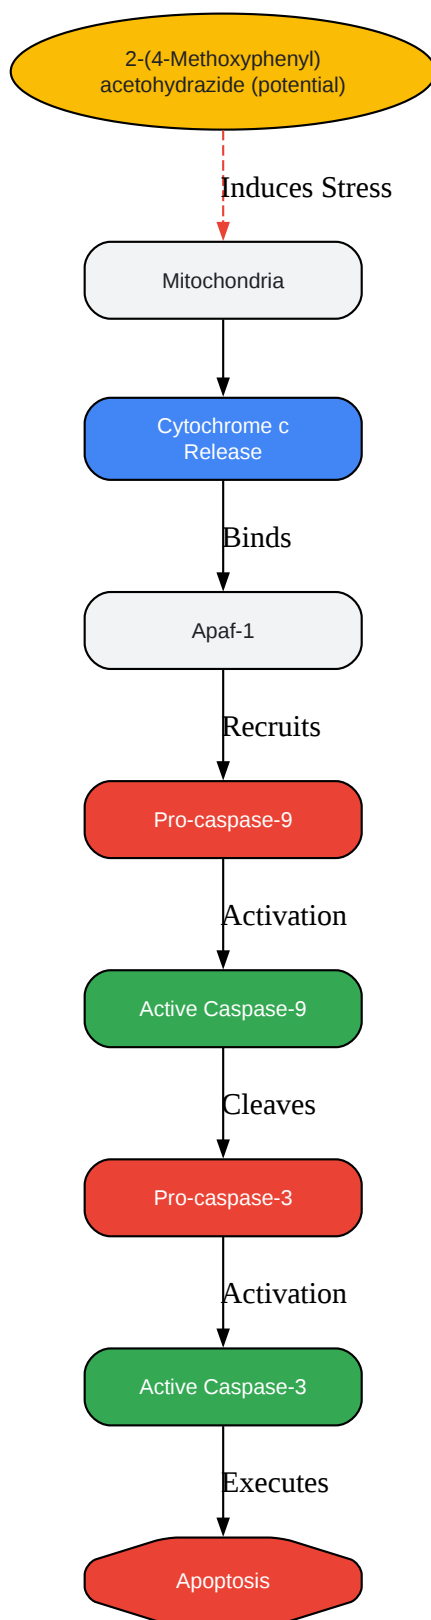 2-(4-Methoxyphenyl)
acetohydrazide (potential)
Induces Stress
Mitochondria
Cytochrome c
Release
Binds
Apaf-1
Recruits
Pro-caspase-9
Activation
Active Caspase-9
Cleaves
Pro-caspase-3
Activation
Active Caspase-3
Executes
Apoptosis